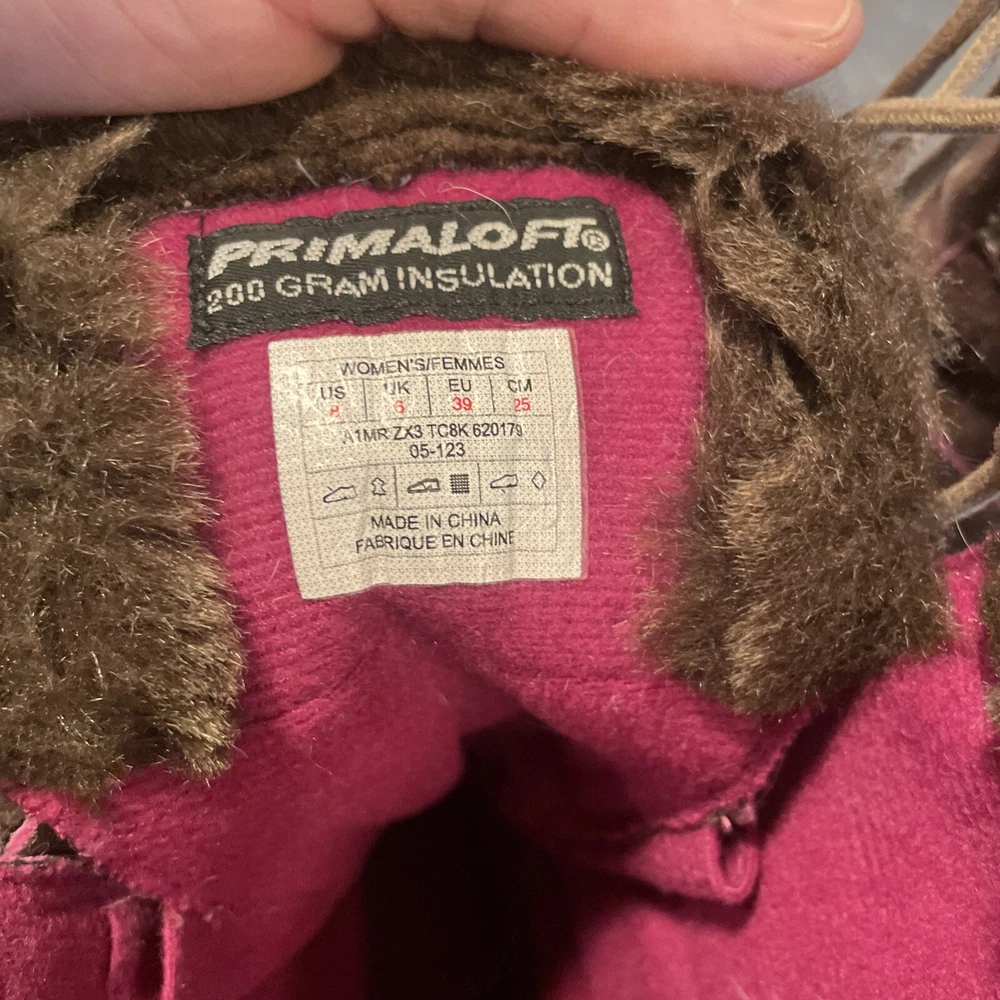 PRIMALOFT®
200 GRAM INSULATION
WOMEN'S/FEMMES
US UK EU CM
8 6 39 25
A1MR ZX3 TC8K 620179
05-123
MADE IN CHINA
FABRIQUE EN CHINE